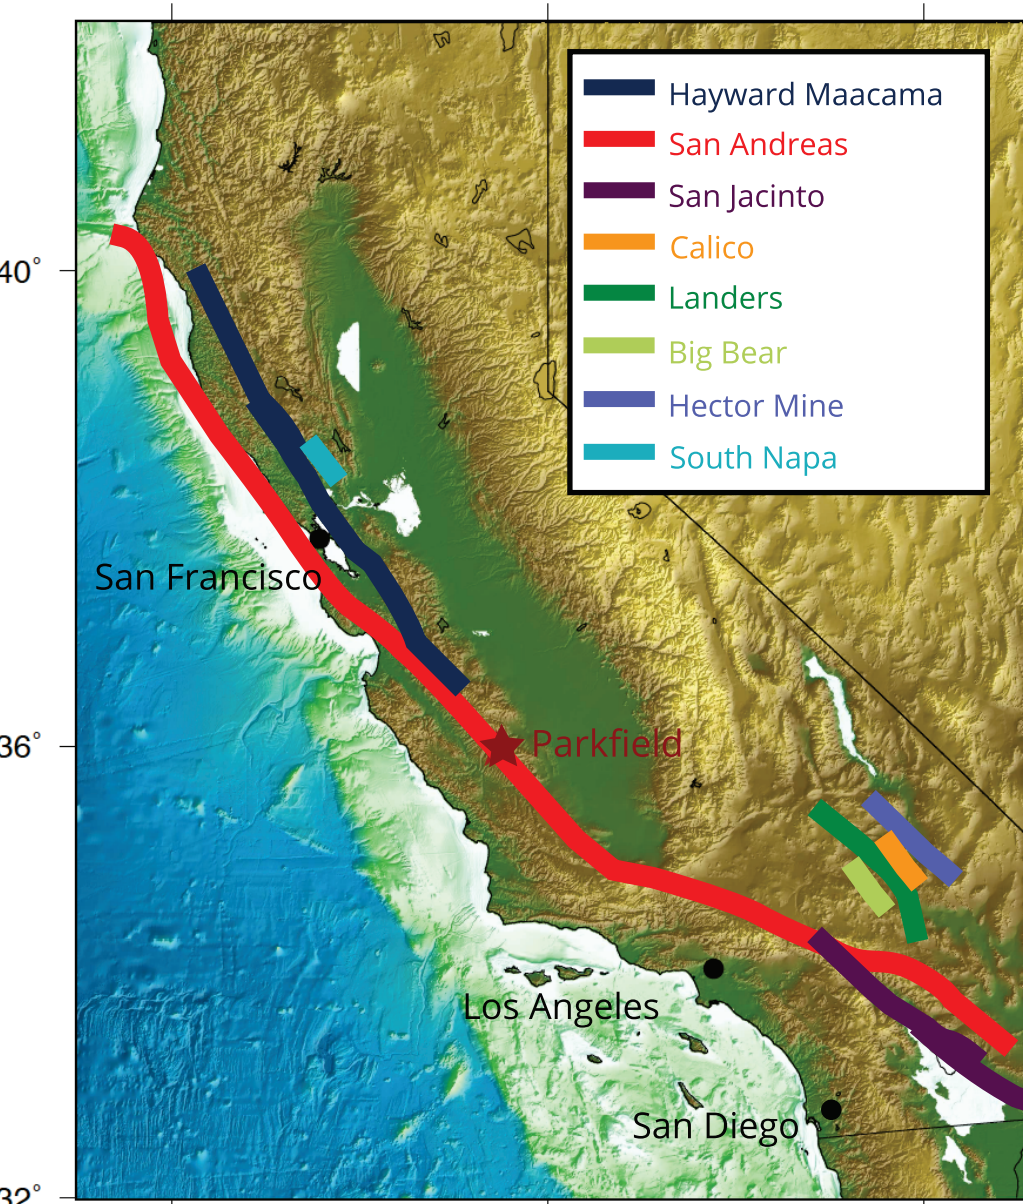 Hayward Maacama
San Andreas
San Jacinto
Calico
Landers
Big Bear
Hector Mine
South Napa
40°
San Francisco
36°
Parkfield
Los Angeles
San Diego
32°